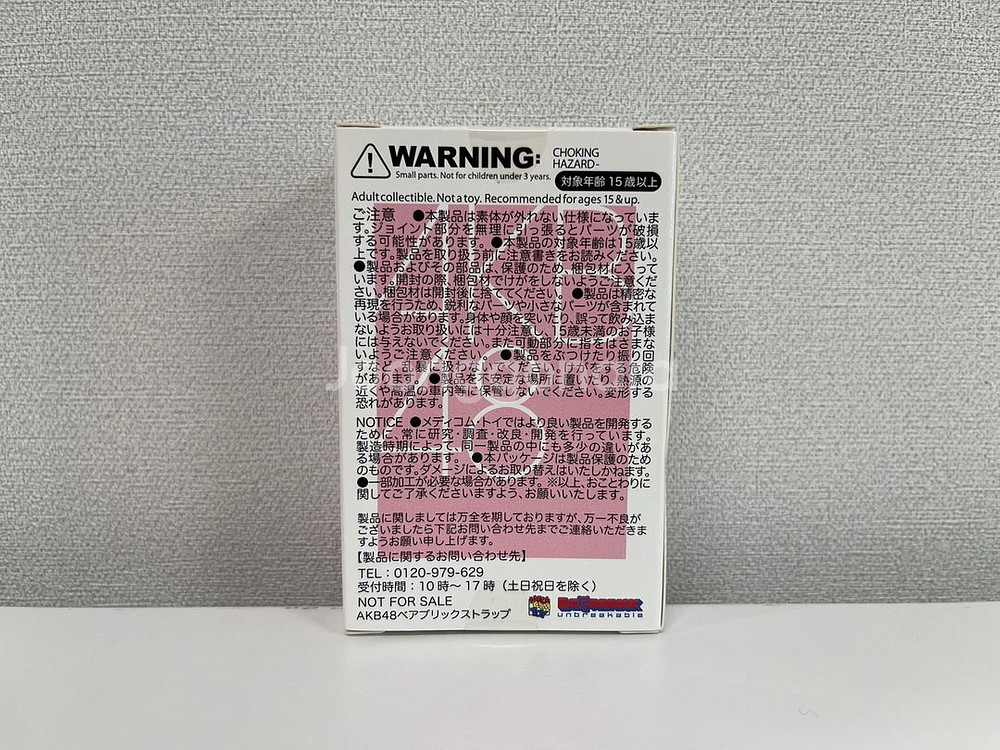 WARNING:
CHOKING
HAZARD-
Small parts. Not for children under 3 years.
対象年齢 15 歳以上
Adult collectible. Not a toy. Recommended for ages 15 & up.
ご注意 ●本製品は素体が外れない仕様になっていま
す。ジョイント部分を無理に引っ張るとパーツが破損
する可能性があります。●本製品の対象年齢は15歳以
上です。製品を取り扱う前に注意書きをお読みください。
●製品およびその部品は、保護のため、梱包材に入って
います。開封の際、梱包材でけがをしないようご注意くだ
さい。梱包材は開封後に捨ててください。 ●製品は精密な
再現を行うため、鋭利なパーツや小さなパーツが含まれて
いる場合があります。身体や顔を突いたり、誤って飲み込ま
ないようお取り扱いには十分注意し、15歳未満のお子様
には与えないでください。また可動部分に指をはさまな
いようご注意ください。 ●製品をぶつけたり振り回
すなど、乱暴に扱わないでください。けがをする危険
があります。 ●製品を不安定な場所に置いたり、熱源の
近くや高温の車内等に保管しないでください。変形する
恐れがあります。
NOTICE ●メディコム・トイではより良い製品を開発する
ために、常に研究・調査・改良・開発を行っています。
製造時期によって、同一製品の中にも多少の違いがあ
る場合があります。 ●本パッケージは製品保護のため
のものです。ダメージによるお取り替えはいたしかねます。
●一部加工が必要な場合があります。※以上、おことわりに
関してご了承くださいますよう、お願いいたします。
製品に関しましては万全を期しておりますが、万一不良が
ございましたら下記お問い合わせ先までご連絡いただきま
すようお願い申し上げます。
【製品に関するお問い合わせ先】
TEL：0120-979-629
受付時間：10時〜17時（土日祝日を除く）
NOT FOR SALE
AKB48ベアブリックストラップ
BE@RBRICK
unbreakable
AKB
48